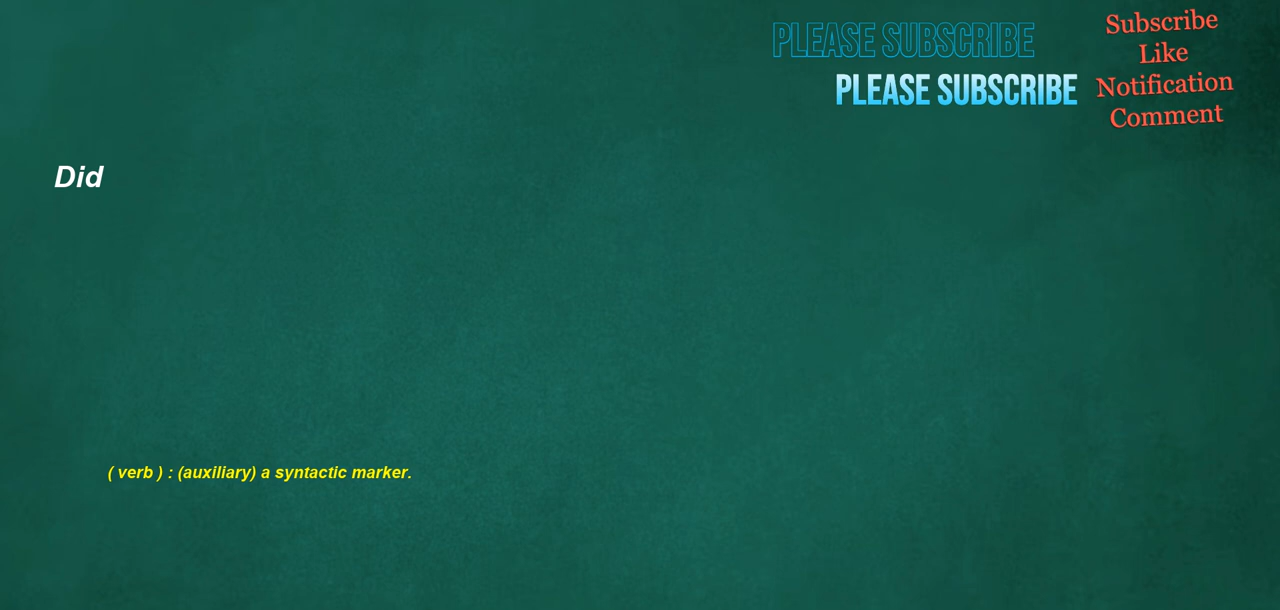 PLEASE SUBSCRIBE
PLEASE SUBSCRIBE
Subscribe
Like
Notification
Comment
Did
( verb ) : (auxiliary) a syntactic marker.